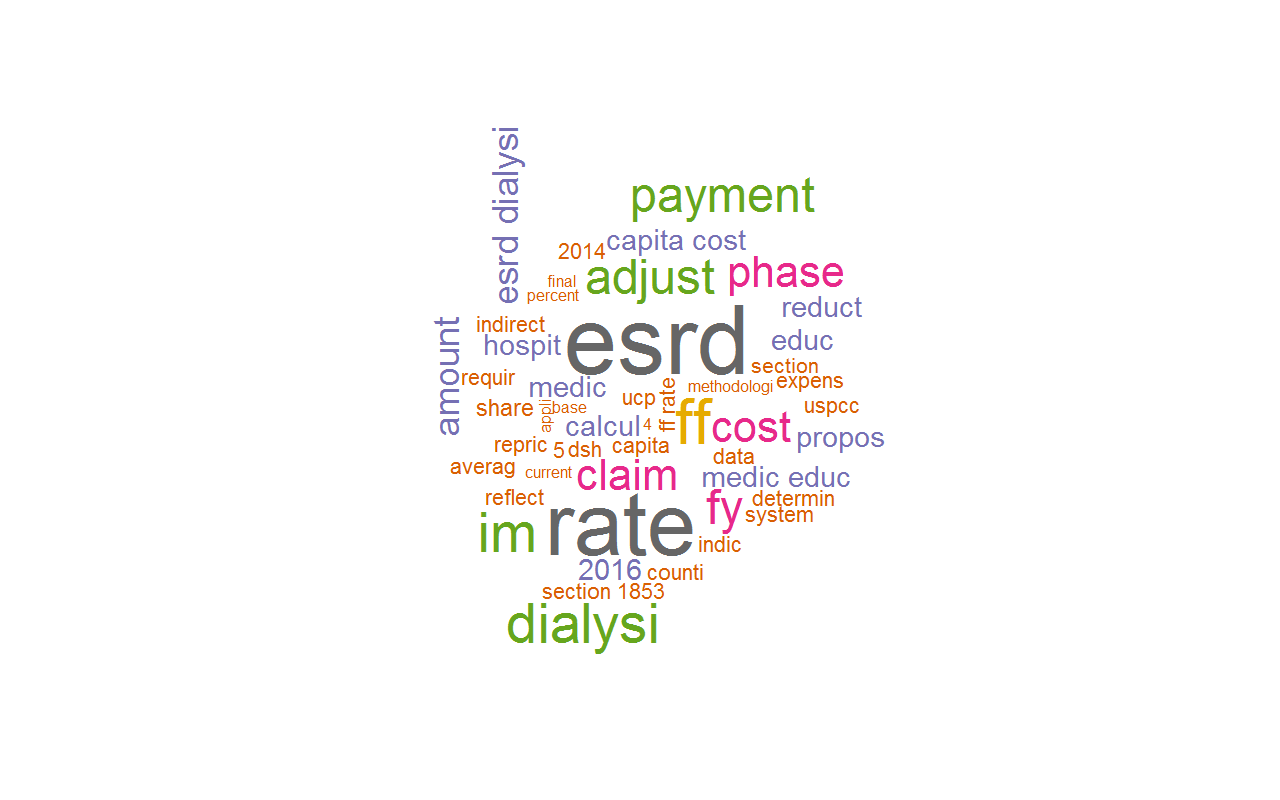 esrd dialysi
payment
2014
capita cost
final
adjust
phase
percent
reduct
indirect
esrd
amount
hospit
educ
section
requir
medic
methodologi
expens
share
appli
base
ucp
ff rate
ff
cost
uspcc
calcul
4
propos
repric
5
dsh
capita
data
averag
current
claim
medic educ
reflect
fy
determin
im
rate
system
indic
2016
counti
section 1853
dialysi